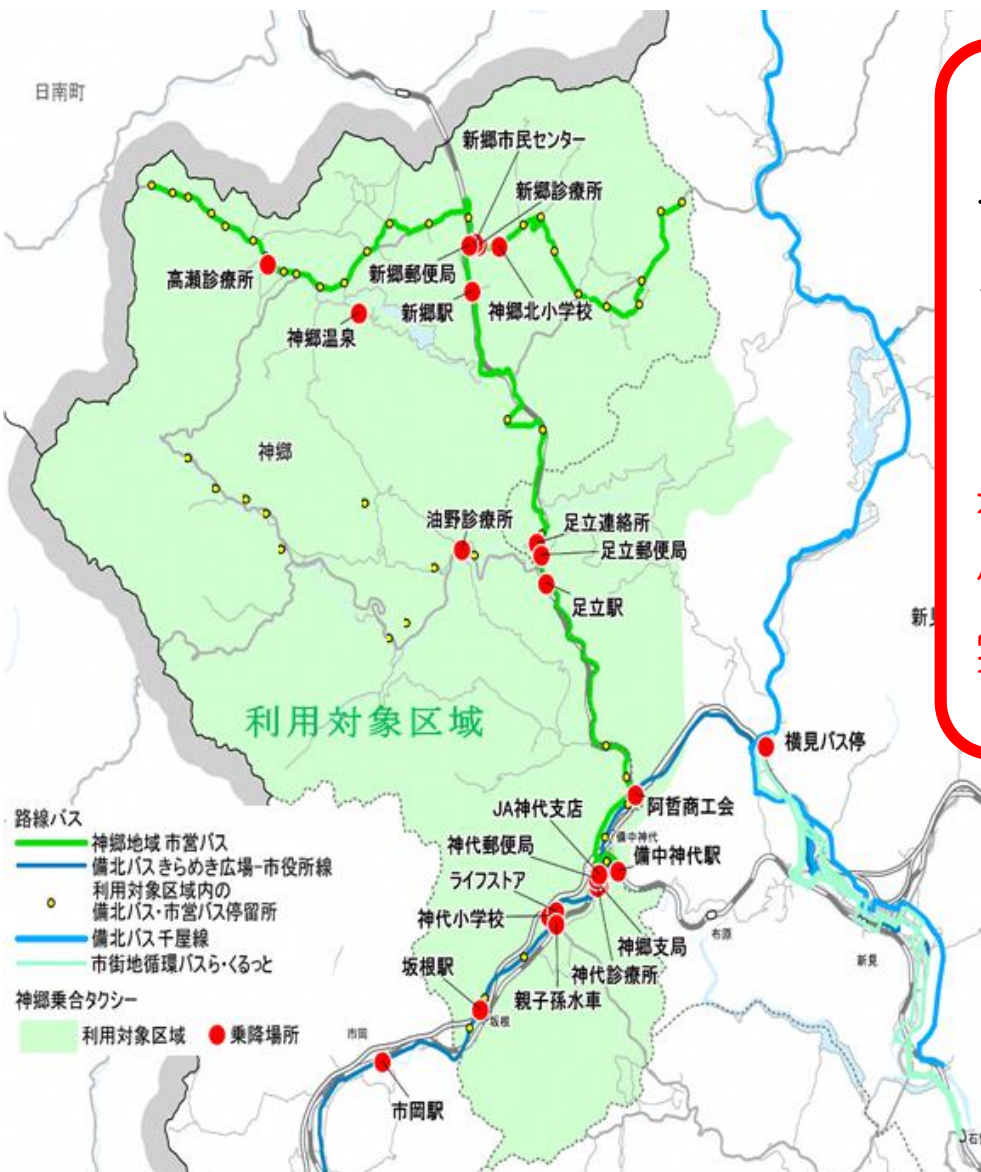 日南町
新郷市民センター
新郷診療所
高瀬診療所
新郷郵便局
新郷駅
神郷北小学校
神郷温泉
神郷
油野診療所
足立連絡所
足立郵便局
足立駅
利用対象区域
横見バス停
JA神代支店
阿哲商工会
備中神代
神代郵便局
備中神代駅
ライフストア
神代小学校
神郷支局
布原
神代診療所
新見
坂根駅
親子孫水車
坂根
市岡
市岡駅
路線バス
神郷地域 市営バス
備北バスきらめき広場−市役所線
利用対象区域内の
備北バス・市営バス停留所
備北バス千屋線
市街地循環バスら・くるっと
神郷乗合タクシー
利用対象区域
乗降場所